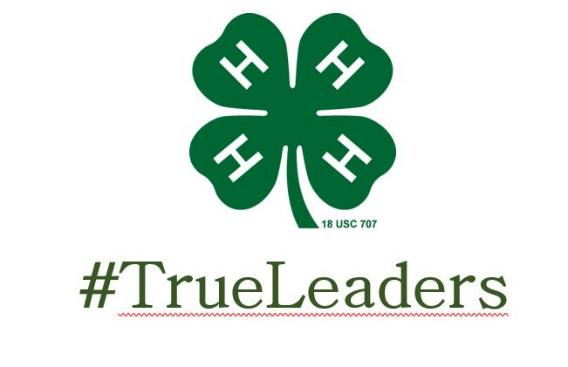 H H
H H
18 USC 707
#TrueLeaders